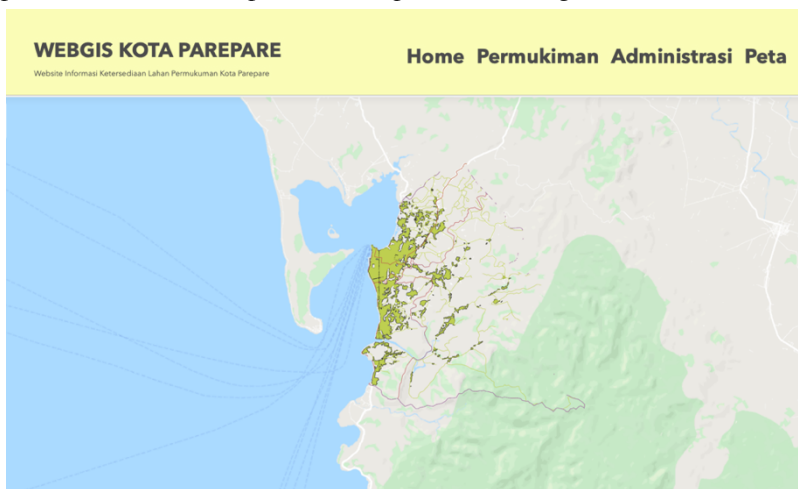 WEBGIS KOTA PAREPARE
Home Permukiman Administrasi Peta
Website Informasi Ketersediaan Lahan Permukuman Kota Parepare